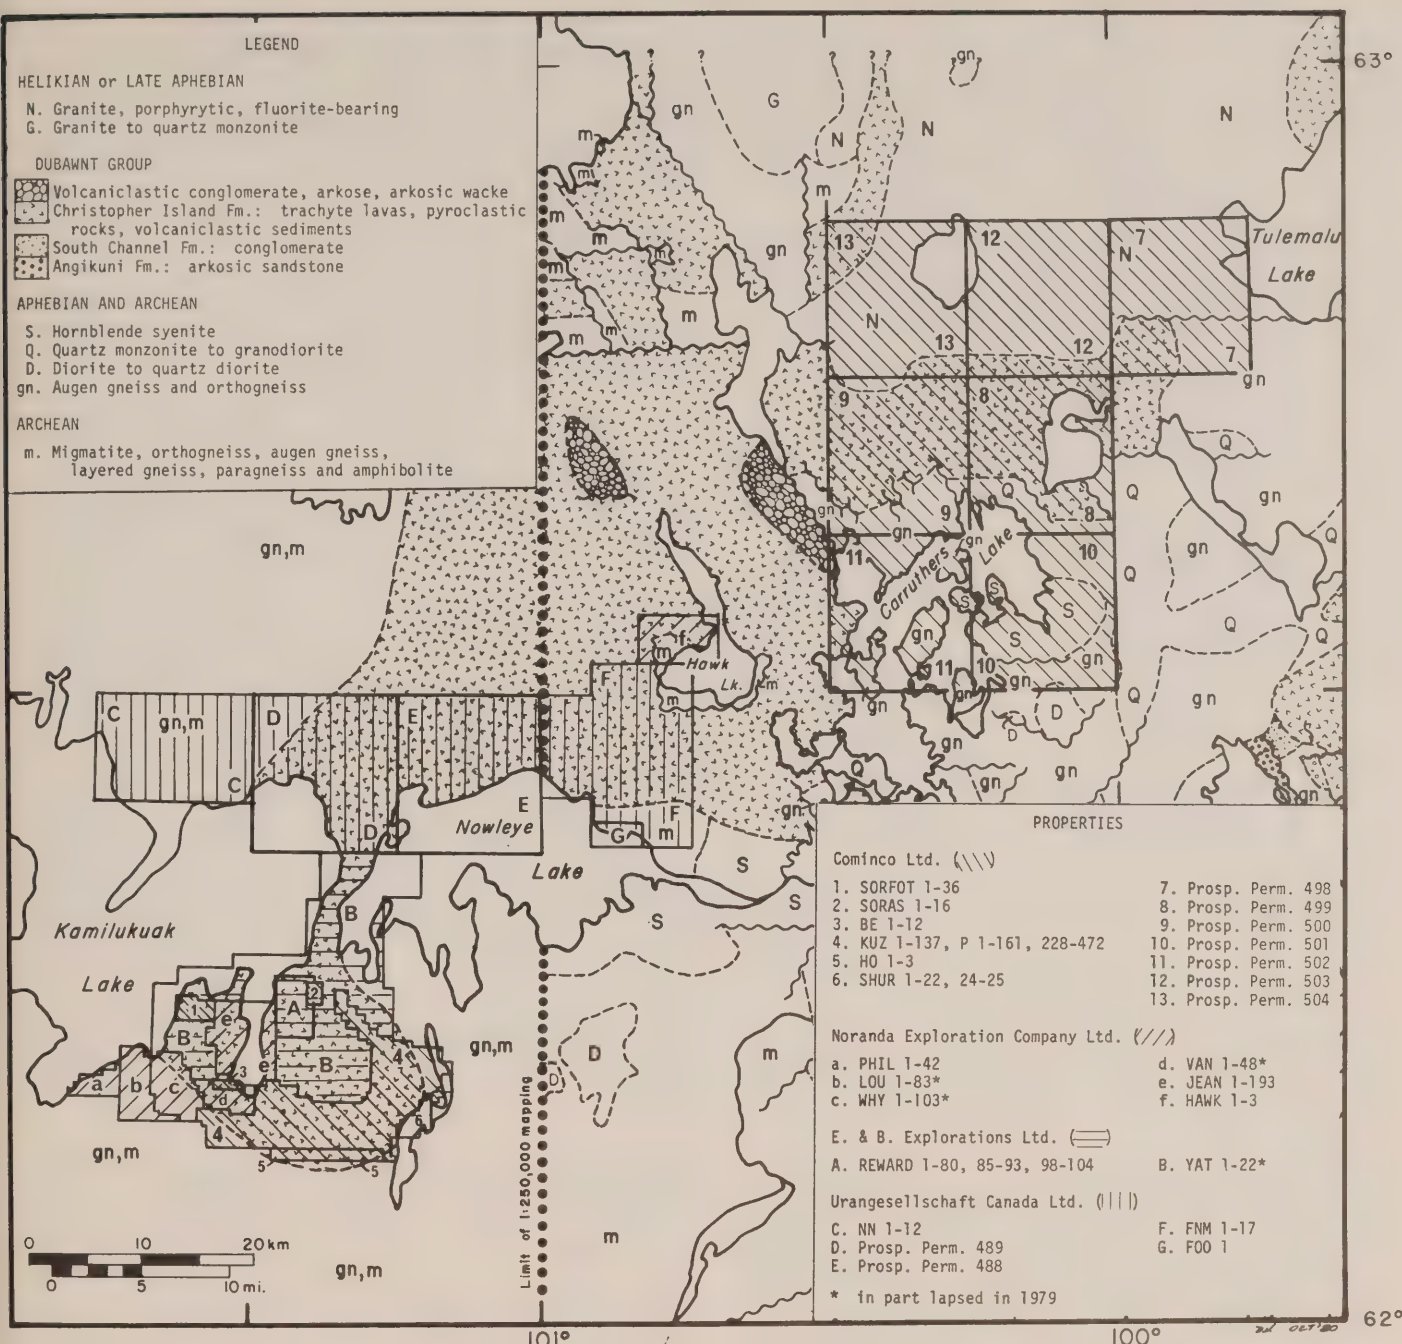 LEGEND
HELIKIAN or LATE APHEBIAN
N. Granite, porphyrytic, fluorite-bearing
G. Granite to quartz monzonite
DUBAWNT GROUP
Volcaniclastic conglomerate, arkose, arkosic wacke
Christopher Island Fm.: trachyte lavas, pyroclastic
rocks, volcaniclastic sediments
South Channel Fm.: conglomerate
Angikuni Fm.: arkosic sandstone
APHEBIAN AND ARCHEAN
S. Hornblende syenite
Q. Quartz monzonite to granodiorite
D. Diorite to quartz diorite
gn. Augen gneiss and orthogneiss
ARCHEAN
m. Migmatite, orthogneiss, augen gneiss,
layered gneiss, paragneiss and amphibolite
63°
Tulemalu
Lake
Carruthers Lake
Hawk
Lk.
Nowleye
Lake
Kamilukuak
Lake
gn,m
gn,m
gn,m
gn,m
gn,m
Limit of 1:250,000 mapping
0 10 20 km
0 5 10 mi.
PROPERTIES
Cominco Ltd. (\\\)
1. SORFOT 1-36
2. SORAS 1-16
3. BE 1-12
4. KUZ 1-137, P 1-161, 228-472
5. HO 1-3
6. SHUR 1-22, 24-25
7. Prosp. Perm. 498
8. Prosp. Perm. 499
9. Prosp. Perm. 500
10. Prosp. Perm. 501
11. Prosp. Perm. 502
12. Prosp. Perm. 503
13. Prosp. Perm. 504
Noranda Exploration Company Ltd. (///)
a. PHIL 1-42
b. LOU 1-83*
c. WHY 1-103*
d. VAN 1-48*
e. JEAN 1-193
f. HAWK 1-3
E. & B. Explorations Ltd. (☰)
A. REWARD 1-80, 85-93, 98-104
B. YAT 1-22*
Urangesellschaft Canada Ltd. (|||)
C. NN 1-12
D. Prosp. Perm. 489
E. Prosp. Perm. 488
F. FNM 1-17
G. FOO 1
* in part lapsed in 1979
OCT '80
101°
100°
62°